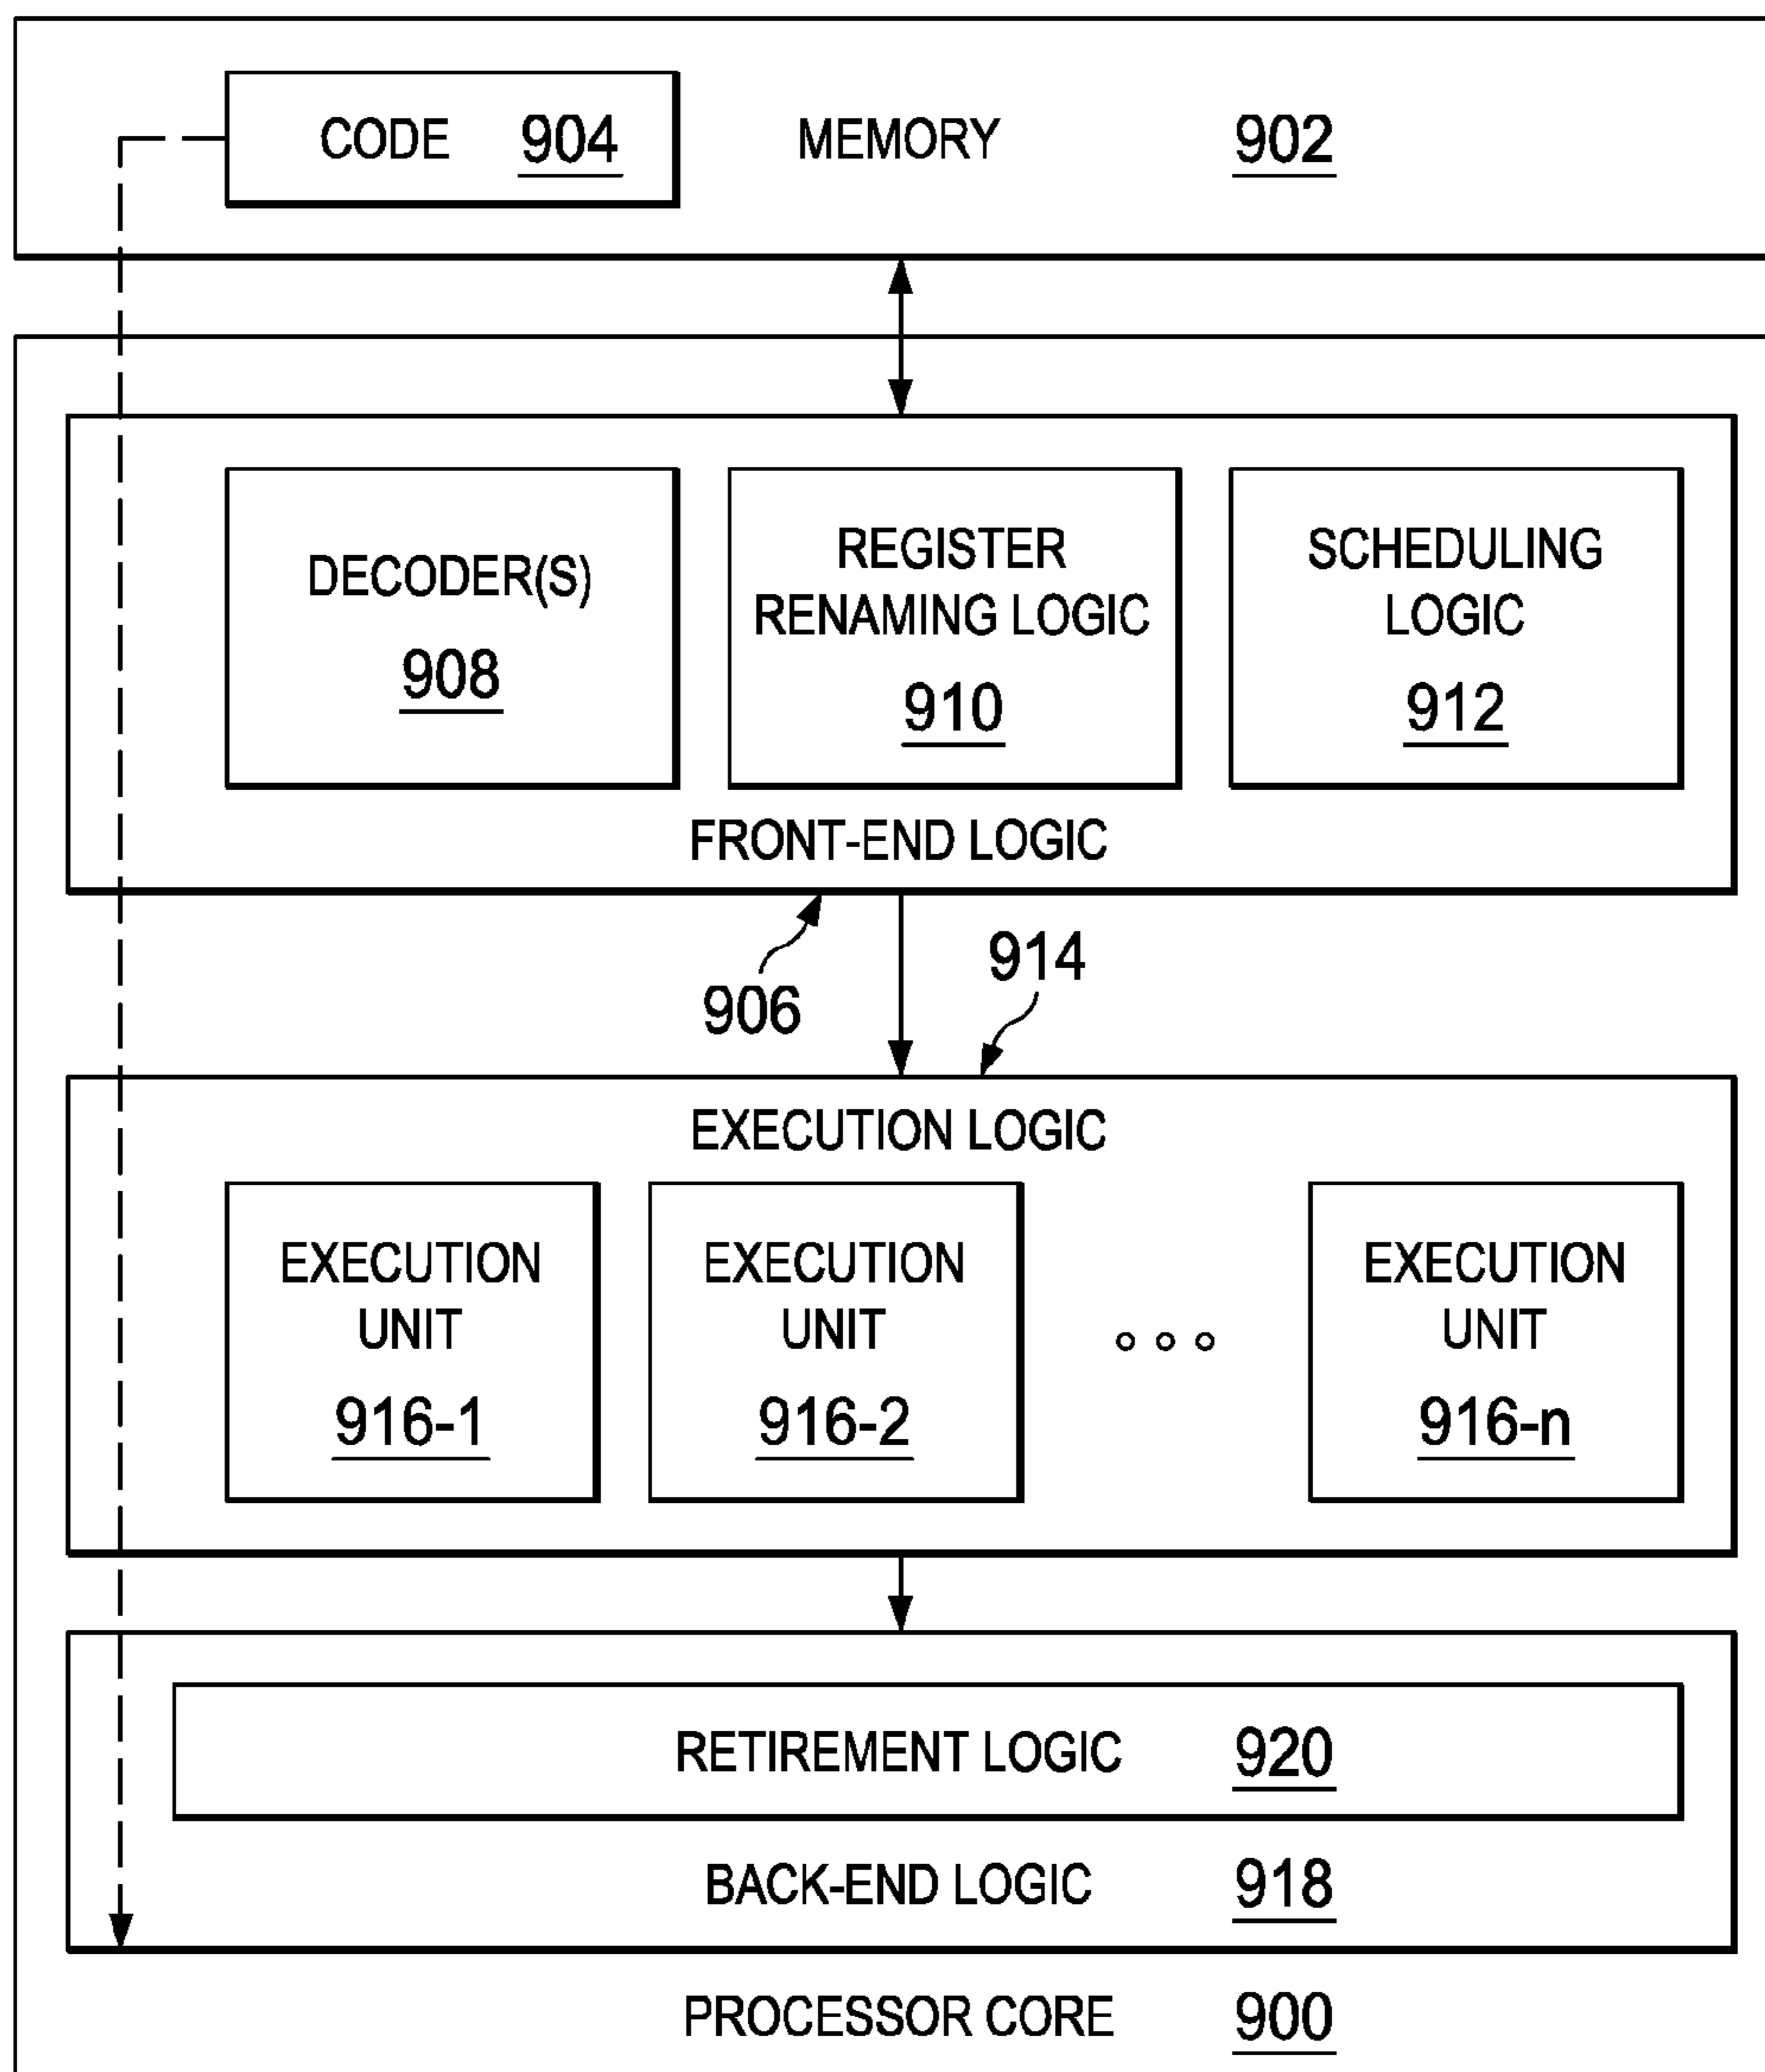 CODE 904 MEMORY 902
DECODER(S)
908
REGISTER
RENAMING LOGIC
910
SCHEDULING
LOGIC
912
FRONT-END LOGIC
906
914
EXECUTION LOGIC
EXECUTION
UNIT
916-1
EXECUTION
UNIT
916-2
EXECUTION
UNIT
916-n
RETIREMENT LOGIC 920
BACK-END LOGIC 918
PROCESSOR CORE 900